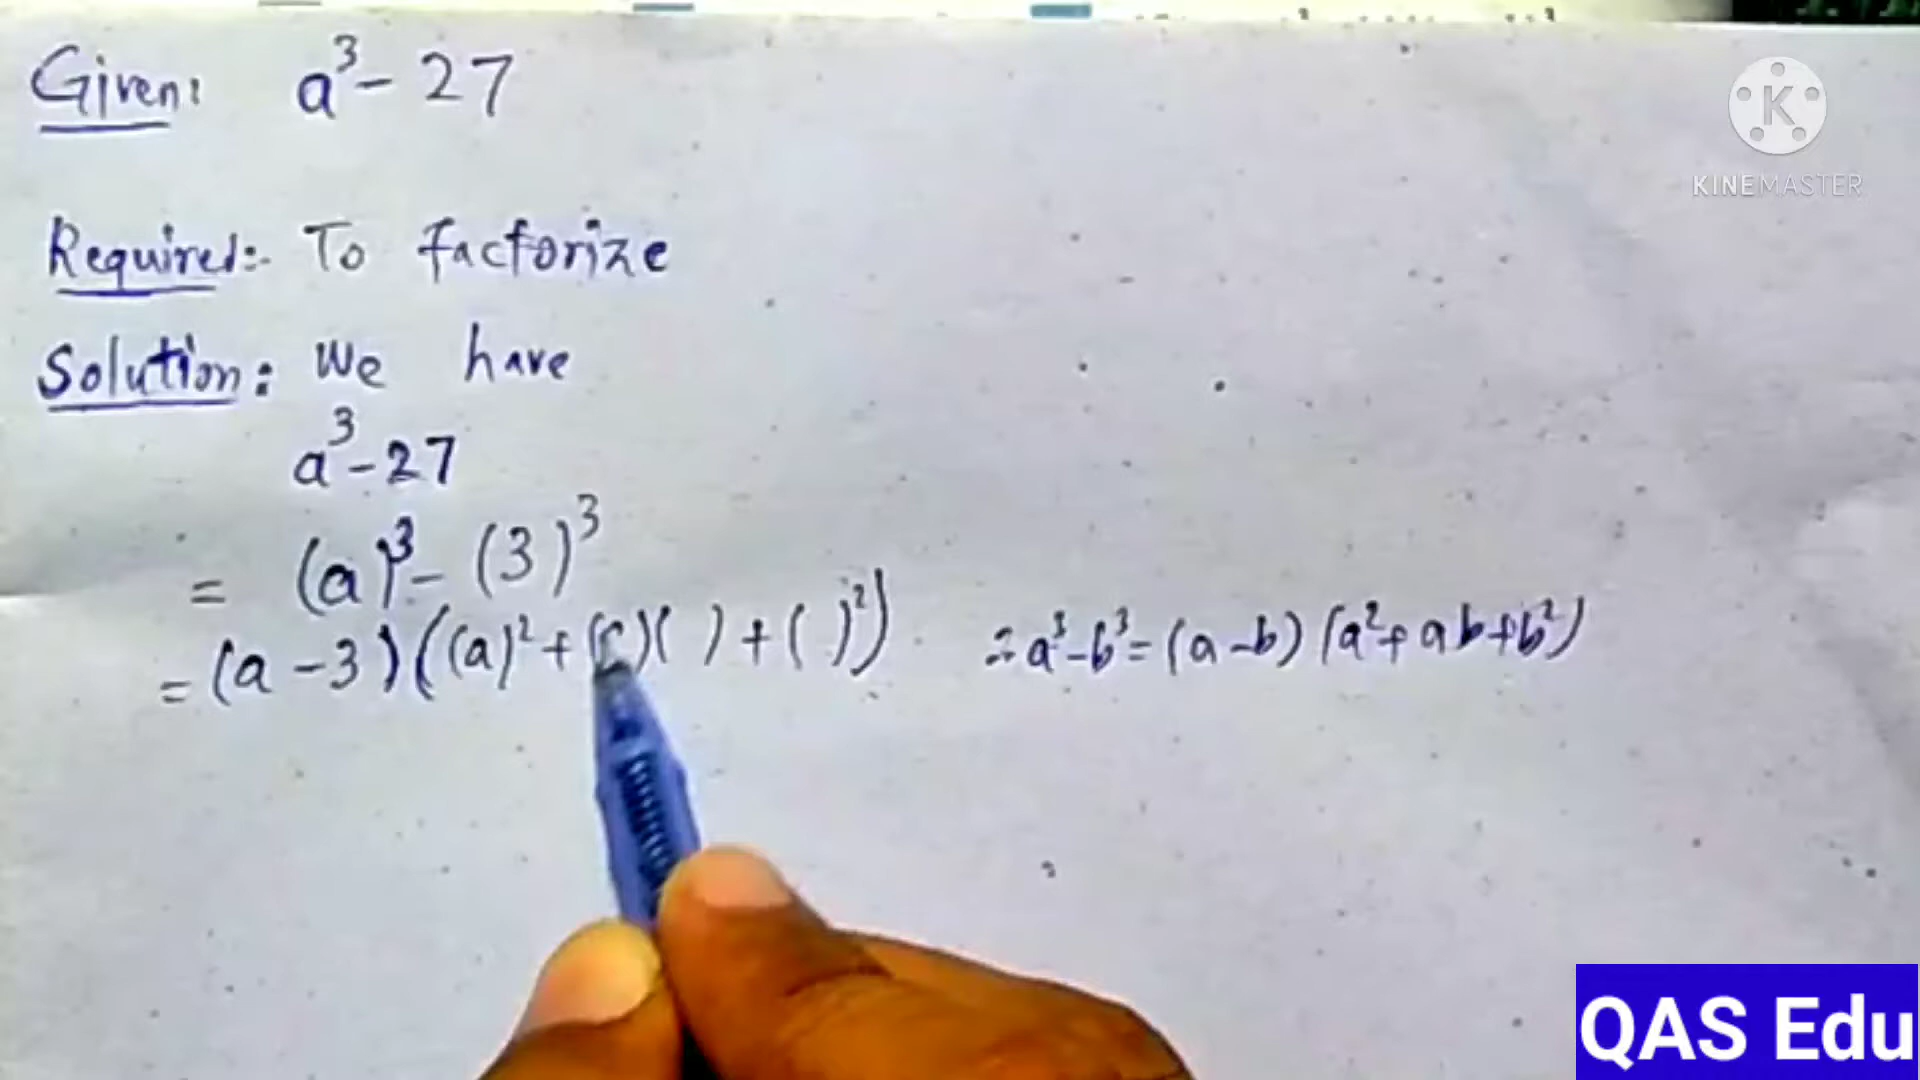 Given: a³ - 27
K
KINEMASTER
Required:- To factorize
Solution: We have
a³ - 27
= (a)³ - (3)³
= (a - 3)((a)² + ( )( ) + ( )²) ∴ a³ - b³ = (a - b)(a² + ab + b²)
QAS Edu